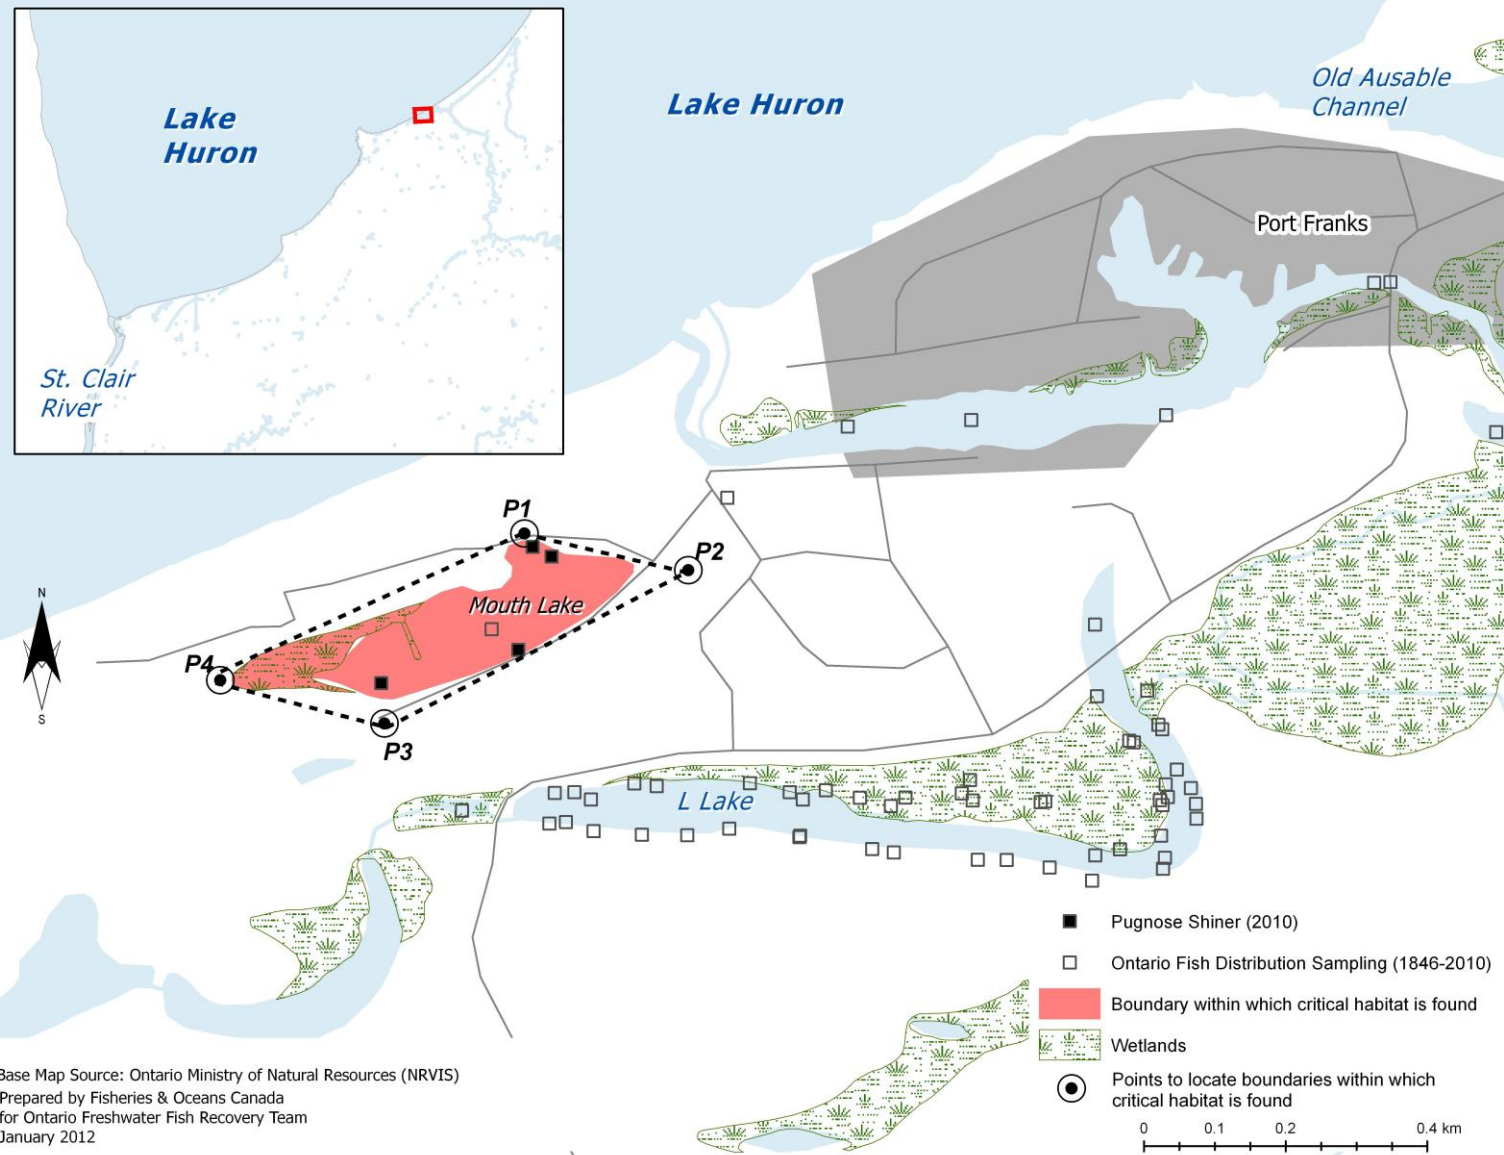 Lake
Huron
St. Clair
River
Lake Huron
Old Ausable
Channel
Port Franks
P1
P2
Mouth Lake
P4
P3
N
S
L Lake
Pugnose Shiner (2010)
Ontario Fish Distribution Sampling (1846-2010)
Boundary within which critical habitat is found
Wetlands
Points to locate boundaries within which
critical habitat is found
0 0.1 0.2 0.4 km
Base Map Source: Ontario Ministry of Natural Resources (NRVIS)
Prepared by Fisheries & Oceans Canada
for Ontario Freshwater Fish Recovery Team
January 2012